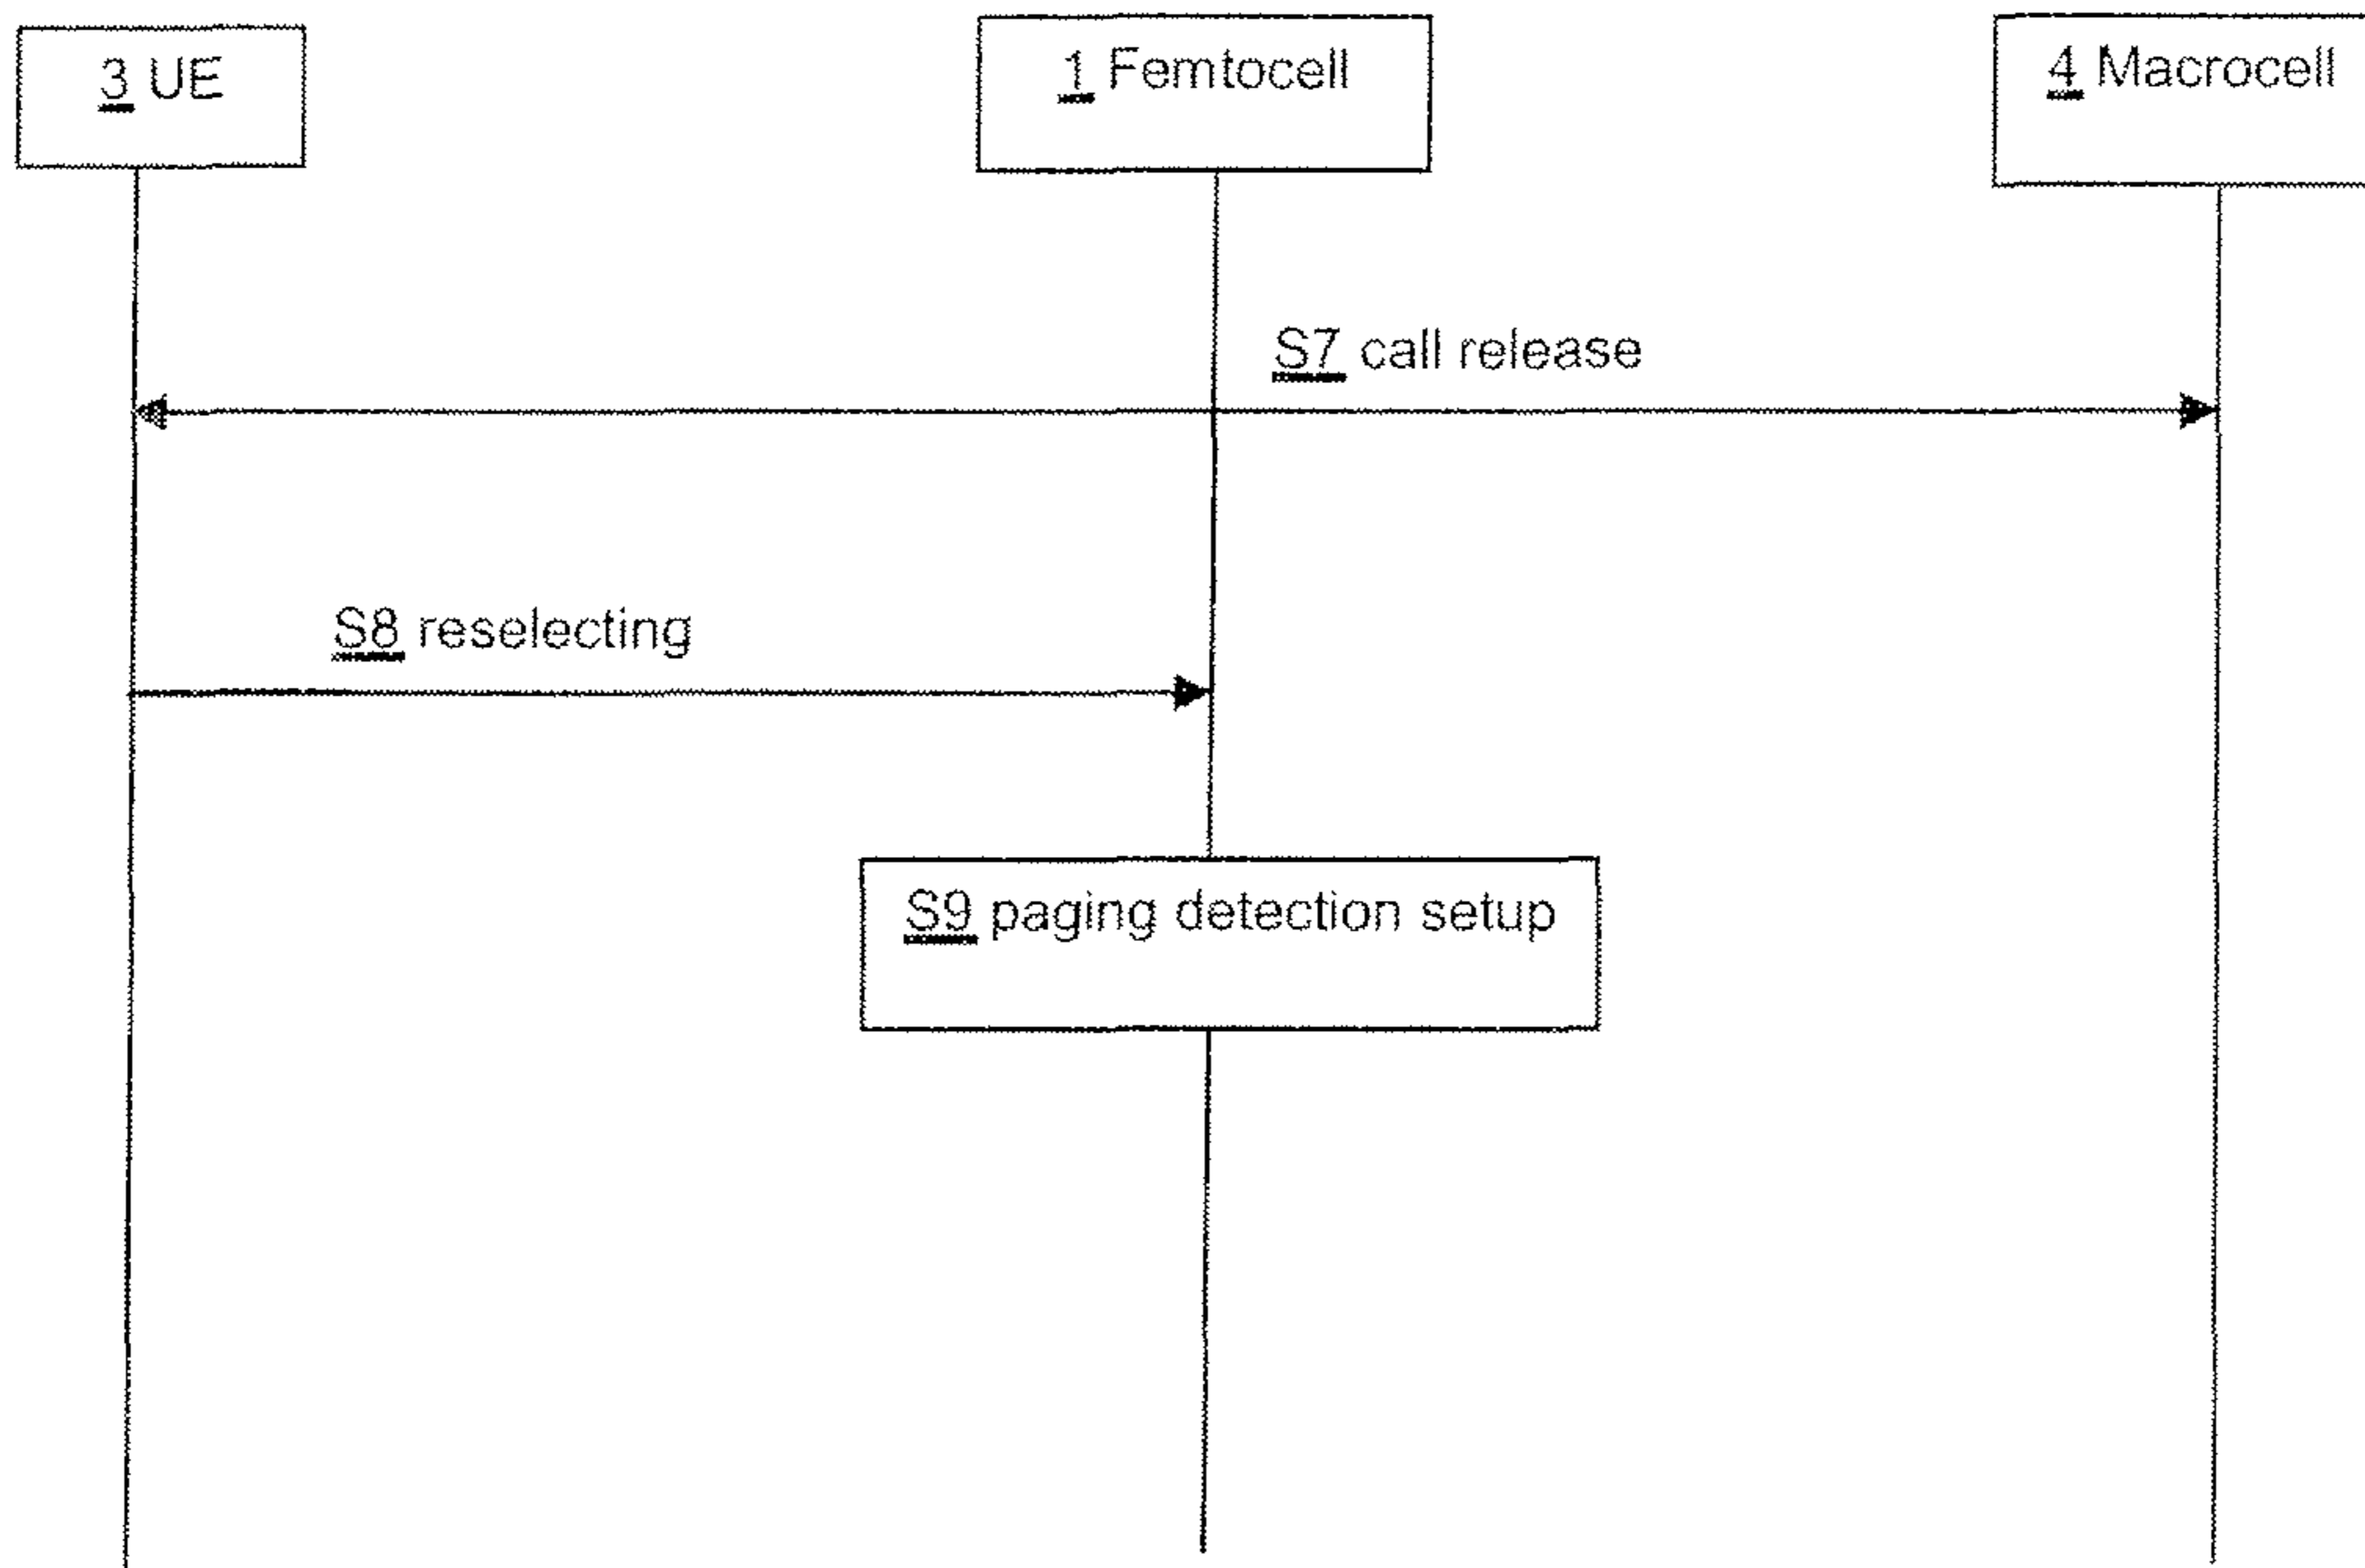 3 UE
1 Femtocell
4 Macrocell
S7 call release
S8 reselecting
S9 paging detection setup